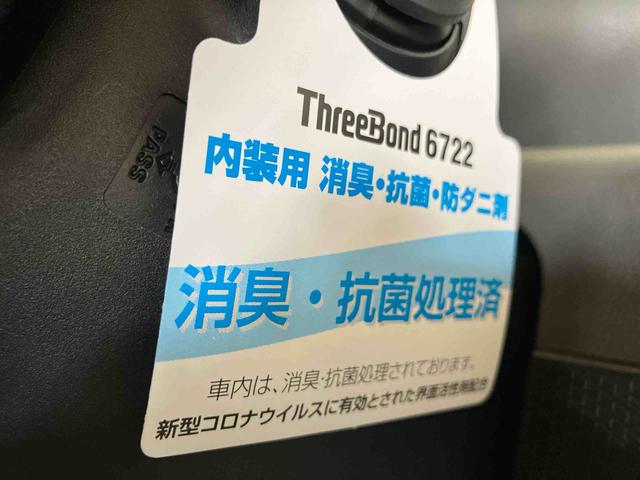 ThreeBond 6722
内装用 消臭・抗菌・防ダニ剤
PASS
消臭・抗菌処理済
車内は、消臭・抗菌処理されております。
新型コロナウイルスに有効とされた界面活性剤配合